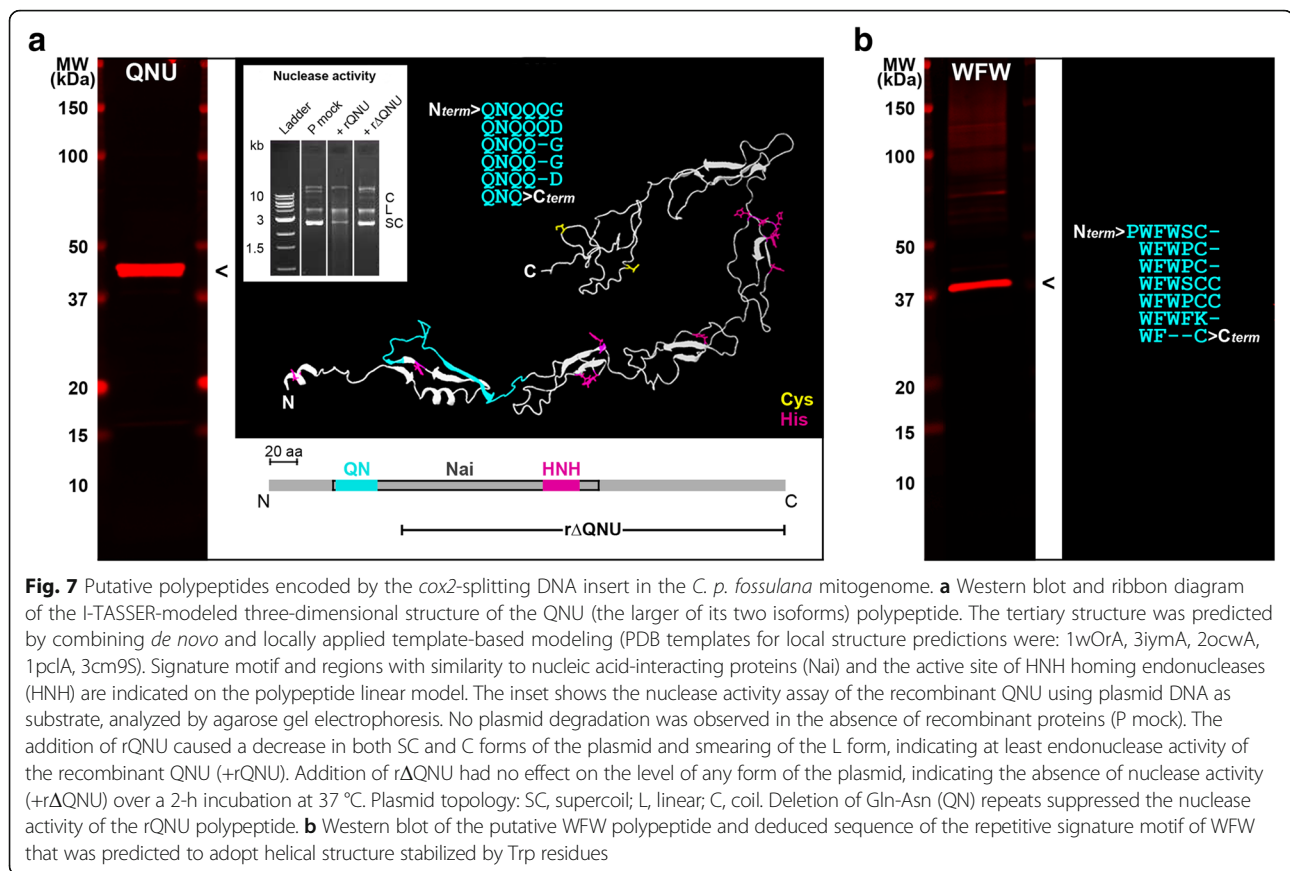 a
MW
(kDa)
QNU
150
100
50
37
20
15
10
<
Nuclease activity
Ladder
P mock
+ rQNU
+ r∆QNU
kb
10
3
1.5
C
L
SC
Nterm>QNQQQG
QNQQQD
QNQQ-G
QNQQ-G
QNQQ-D
QNQ>Cterm
C
N
Cys
His
20 aa
QN
Nai
HNH
N
C
r∆QNU
b
MW
(kDa)
WFW
150
100
50
37
20
15
10
<
Nterm>PWFWSC-
WFWPC-
WFWPC-
WFWSCC
WFWPCC
WFWFK-
WF--C>Cterm
Fig. 7 Putative polypeptides encoded by the cox2-splitting DNA insert in the C. p. fossulana mitogenome. a Western blot and ribbon diagram
of the I-TASSER-modeled three-dimensional structure of the QNU (the larger of its two isoforms) polypeptide. The tertiary structure was predicted
by combining de novo and locally applied template-based modeling (PDB templates for local structure predictions were: 1wOrA, 3iymA, 2ocwA,
1pclA, 3cm9S). Signature motif and regions with similarity to nucleic acid-interacting proteins (Nai) and the active site of HNH homing endonucleases
(HNH) are indicated on the polypeptide linear model. The inset shows the nuclease activity assay of the recombinant QNU using plasmid DNA as
substrate, analyzed by agarose gel electrophoresis. No plasmid degradation was observed in the absence of recombinant proteins (P mock). The
addition of rQNU caused a decrease in both SC and C forms of the plasmid and smearing of the L form, indicating at least endonuclease activity of
the recombinant QNU (+rQNU). Addition of r∆QNU had no effect on the level of any form of the plasmid, indicating the absence of nuclease activity
(+r∆QNU) over a 2-h incubation at 37 °C. Plasmid topology: SC, supercoil; L, linear; C, coil. Deletion of Gln-Asn (QN) repeats suppressed the nuclease
activity of the rQNU polypeptide. b Western blot of the putative WFW polypeptide and deduced sequence of the repetitive signature motif of WFW
that was predicted to adopt helical structure stabilized by Trp residues